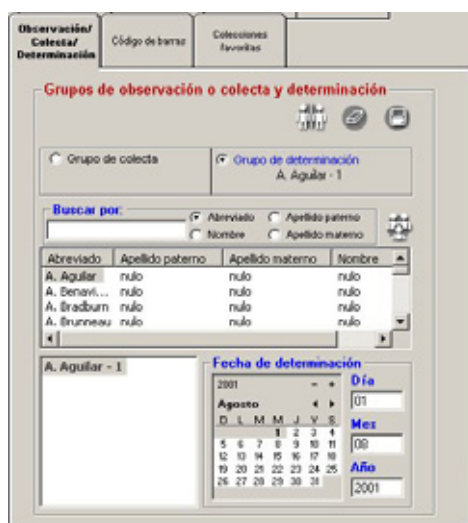 Observación/
Colecta/
Determinación
Código de barras
Colecciones
favoritas
Grupos de observación o colecta y determinación
Grupo de colecta
Grupo de determinación
A. Aguilar - 1
Buscar por:
Abreviado Apellido paterno
Nombre Apellido materno
Abreviado Apellido paterno Apellido materno Nombre
A. Aguilar nulo nulo nulo
A. Benavi... nulo nulo nulo
A. Bradburn nulo nulo nulo
A. Brunneau nulo nulo nulo
A. Aguilar - 1
Fecha de determinación
2001 - +
Agosto
D L M M J V S
1 2 3 4
5 6 7 8 9 10 11
12 13 14 15 16 17 18
19 20 21 22 23 24 25
26 27 28 29 30 31
Día
01
Mes
08
Año
2001